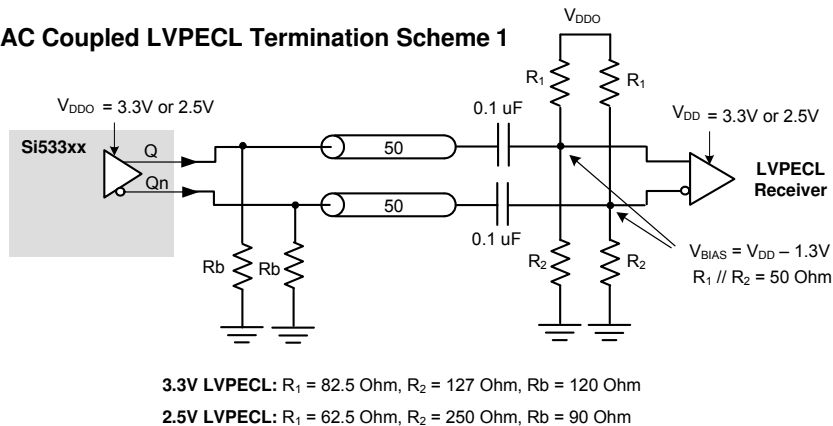 AC Coupled LVPECL Termination Scheme 1
VDDO
R1
R1
VDDO = 3.3V or 2.5V
0.1 uF
VDD = 3.3V or 2.5V
Si533xx
Q
50
LVPECL
Receiver
Qn
50
0.1 uF
Rb
Rb
R2
R2
VBIAS = VDD – 1.3V
R1 // R2 = 50 Ohm
3.3V LVPECL: R1 = 82.5 Ohm, R2 = 127 Ohm, Rb = 120 Ohm
2.5V LVPECL: R1 = 62.5 Ohm, R2 = 250 Ohm, Rb = 90 Ohm